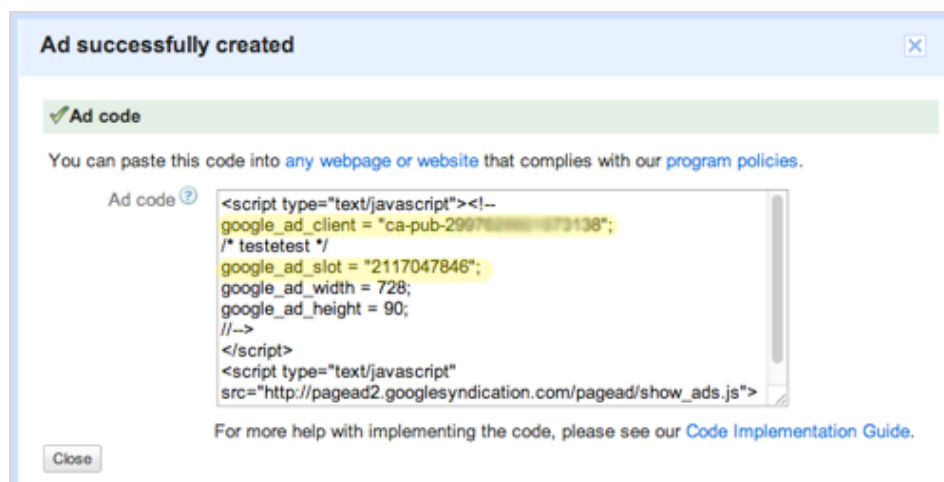 Ad successfully created
Ad code
You can paste this code into any webpage or website that complies with our program policies.
Ad code ?
<script type="text/javascript"><!--
google_ad_client = "ca-pub-
/* testetest */
google_ad_slot = "2117047846";
google_ad_width = 728;
google_ad_height = 90;
//-->
</script>
<script type="text/javascript"
src="http://pagead2.googlesyndication.com/pagead/show_ads.js">
For more help with implementing the code, please see our Code Implementation Guide.
Close